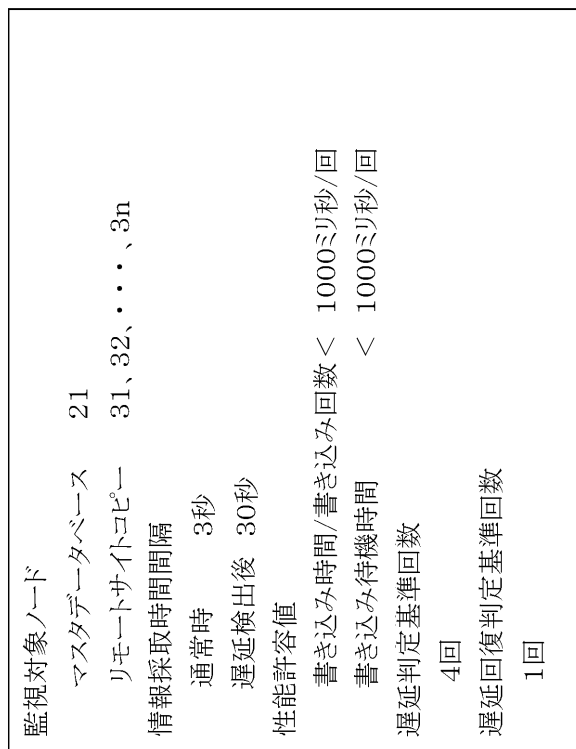 監視対象ノード
マスタデータベース 21
リモートサイトコピー 31、32、・・・、3n
情報採取時間間隔
通常時 3秒
遅延検出後 30秒
性能許容値
書き込み時間/書き込み回数 < 1000ミリ秒/回
書き込み待機時間 < 1000ミリ秒/回
遅延判定基準回数
4回
遅延回復判定基準回数
1回